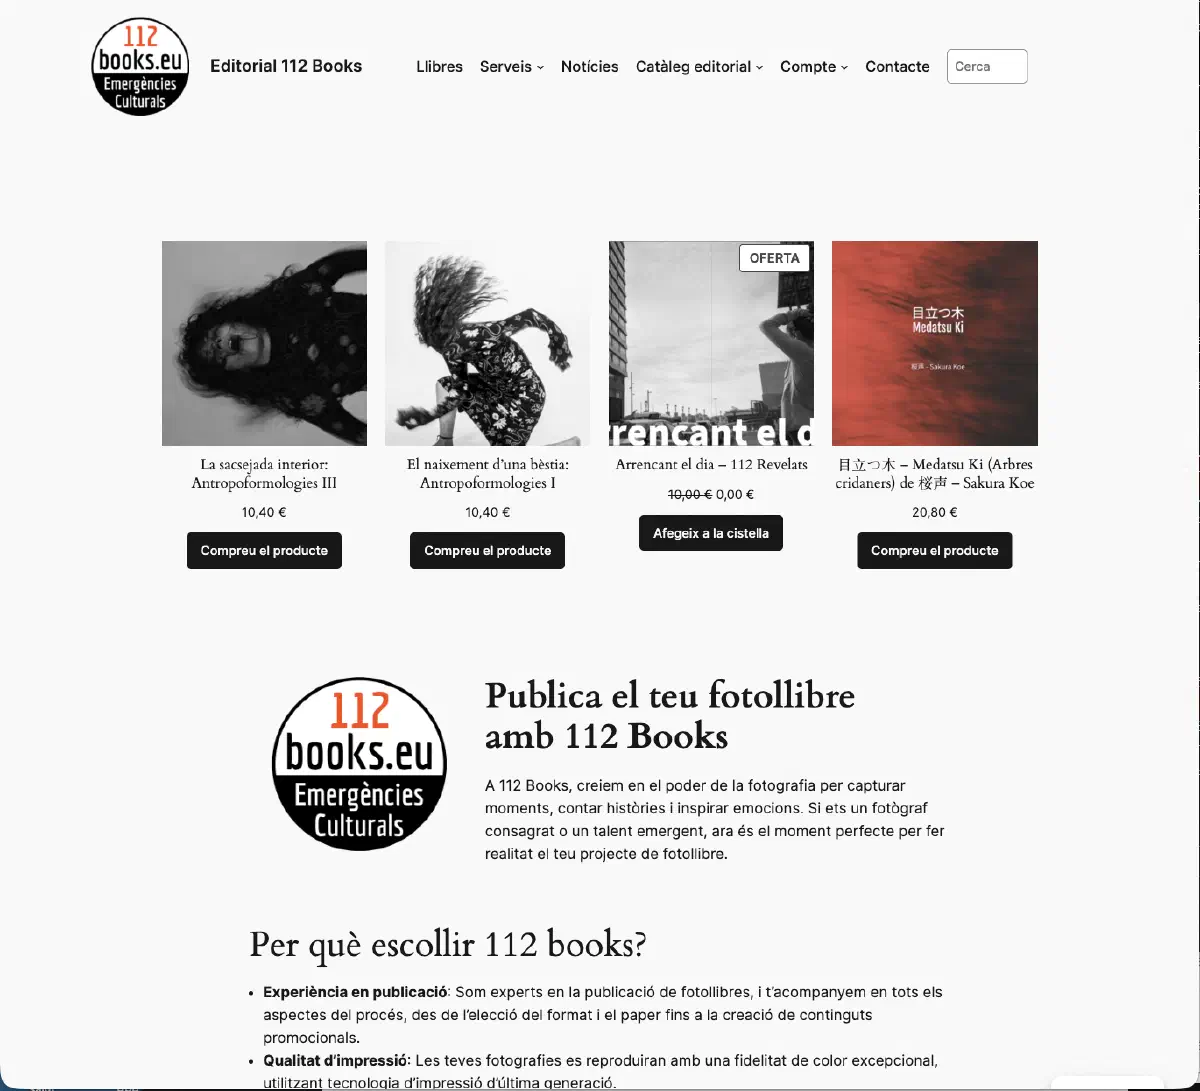 112
books.eu
Emergències
Culturals
Editorial 112 Books
Llibres Serveis Notícies Catàleg editorial Compte Contacte Cerca
OFERTA
rrencant el d
目立つ木
Medatsu Ki
桜声 - Sakura Koe
La sacsejada interior:
Antropoformologies III
10,40 €
Compreu el producte
El naixement d’una bèstia:
Antropoformologies I
10,40 €
Compreu el producte
Arrencant el dia – 112 Revelats
10,00 € 0,00 €
Afegeix a la cistella
目立つ木 – Medatsu Ki (Arbres
cridaners) de 桜声 – Sakura Koe
20,80 €
Compreu el producte
112
books.eu
Emergències
Culturals
Publica el teu fotollibre
amb 112 Books
A 112 Books, creiem en el poder de la fotografia per capturar
moments, contar històries i inspirar emocions. Si ets un fotògraf
consagrat o un talent emergent, ara és el moment perfecte per fer
realitat el teu projecte de fotollibre.
Per què escollir 112 books?
• Experiència en publicació: Som experts en la publicació de fotollibres, i t’acompanyem en tots els
aspectes del procés, des de l’elecció del format i el paper fins a la creació de continguts
promocionals.
• Qualitat d’impressió: Les teves fotografies es reproduiran amb una fidelitat de color excepcional,
utilitzant tecnologia d’impressió d’última generació.